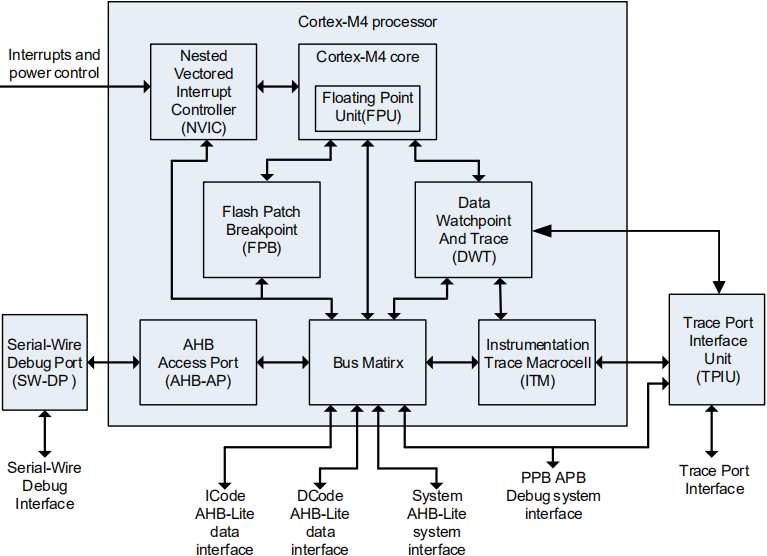 Cortex-M4 processor
Interrupts and
power control
Nested
Vectored
Interrupt
Controller
(NVIC)
Cortex-M4 core
Floating Point
Unit(FPU)
Flash Patch
Breakpoint
(FPB)
Data
Watchpoint
And Trace
(DWT)
Serial-Wire
Debug Port
(SW-DP )
AHB
Access Port
(AHB-AP)
Bus Matirx
Instrumentation
Trace Macrocell
(ITM)
Trace Port
Interface
Unit
(TPIU)
Serial-Wire
Debug
Interface
ICode
AHB-Lite
data
interface
DCode
AHB-Lite
data
interface
System
AHB-Lite
system
interface
PPB APB
Debug system
interface
Trace Port
Interface